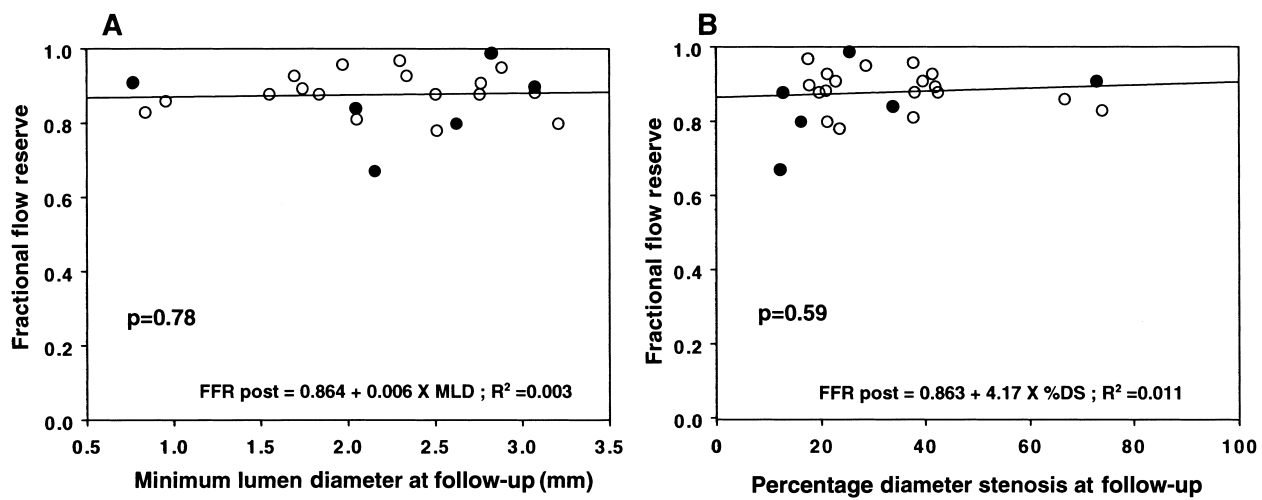 A
Fractional flow reserve
1.0
0.8
0.6
0.4
0.2
0.0
p=0.78
FFR post = 0.864 + 0.006 X MLD ; R² =0.003
0.5 1.0 1.5 2.0 2.5 3.0 3.5
Minimum lumen diameter at follow-up (mm)
B
Fractional flow reserve
1.0
0.8
0.6
0.4
0.2
0.0
p=0.59
FFR post = 0.863 + 4.17 X %DS ; R² =0.011
0 20 40 60 80 100
Percentage diameter stenosis at follow-up